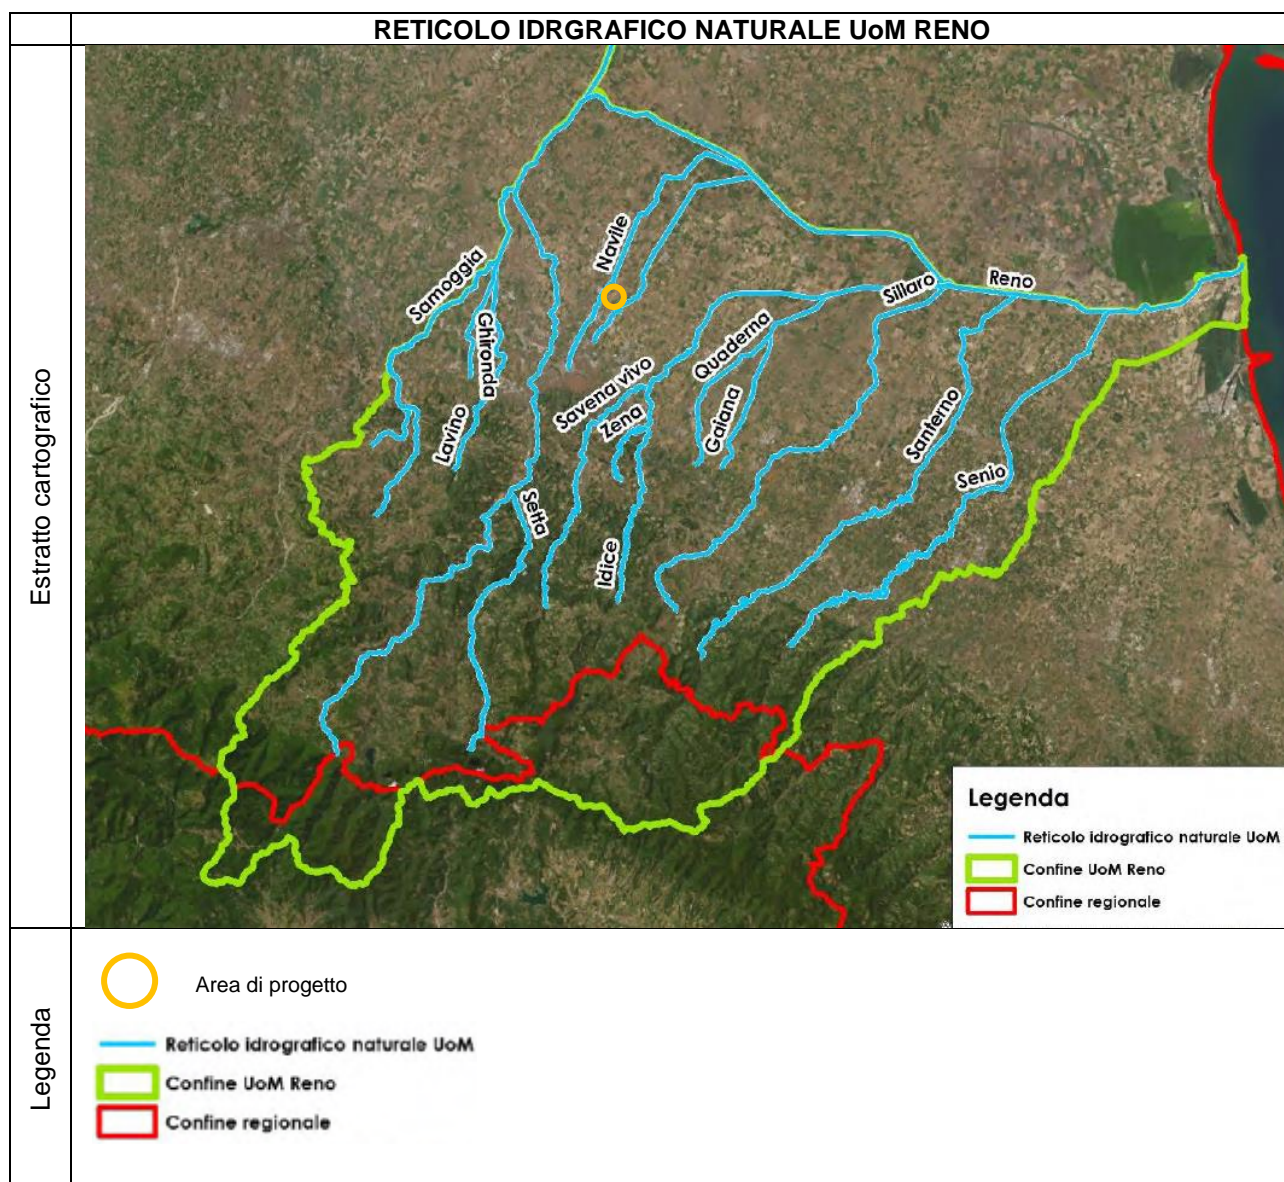 RETICOLO IDRGRAFICO NATURALE UoM RENO
Estratto cartografico
Navile
Samoggia
Ghironda
Lavino
Setta
Savena vivo
Zena
Idice
Quaderna
Gaiana
Sillaro
Reno
Santerno
Senio
Legenda
Reticolo idrografico naturale UoM
Confine UoM Reno
Confine regionale
Legenda
Area di progetto
Reticolo idrografico naturale UoM
Confine UoM Reno
Confine regionale